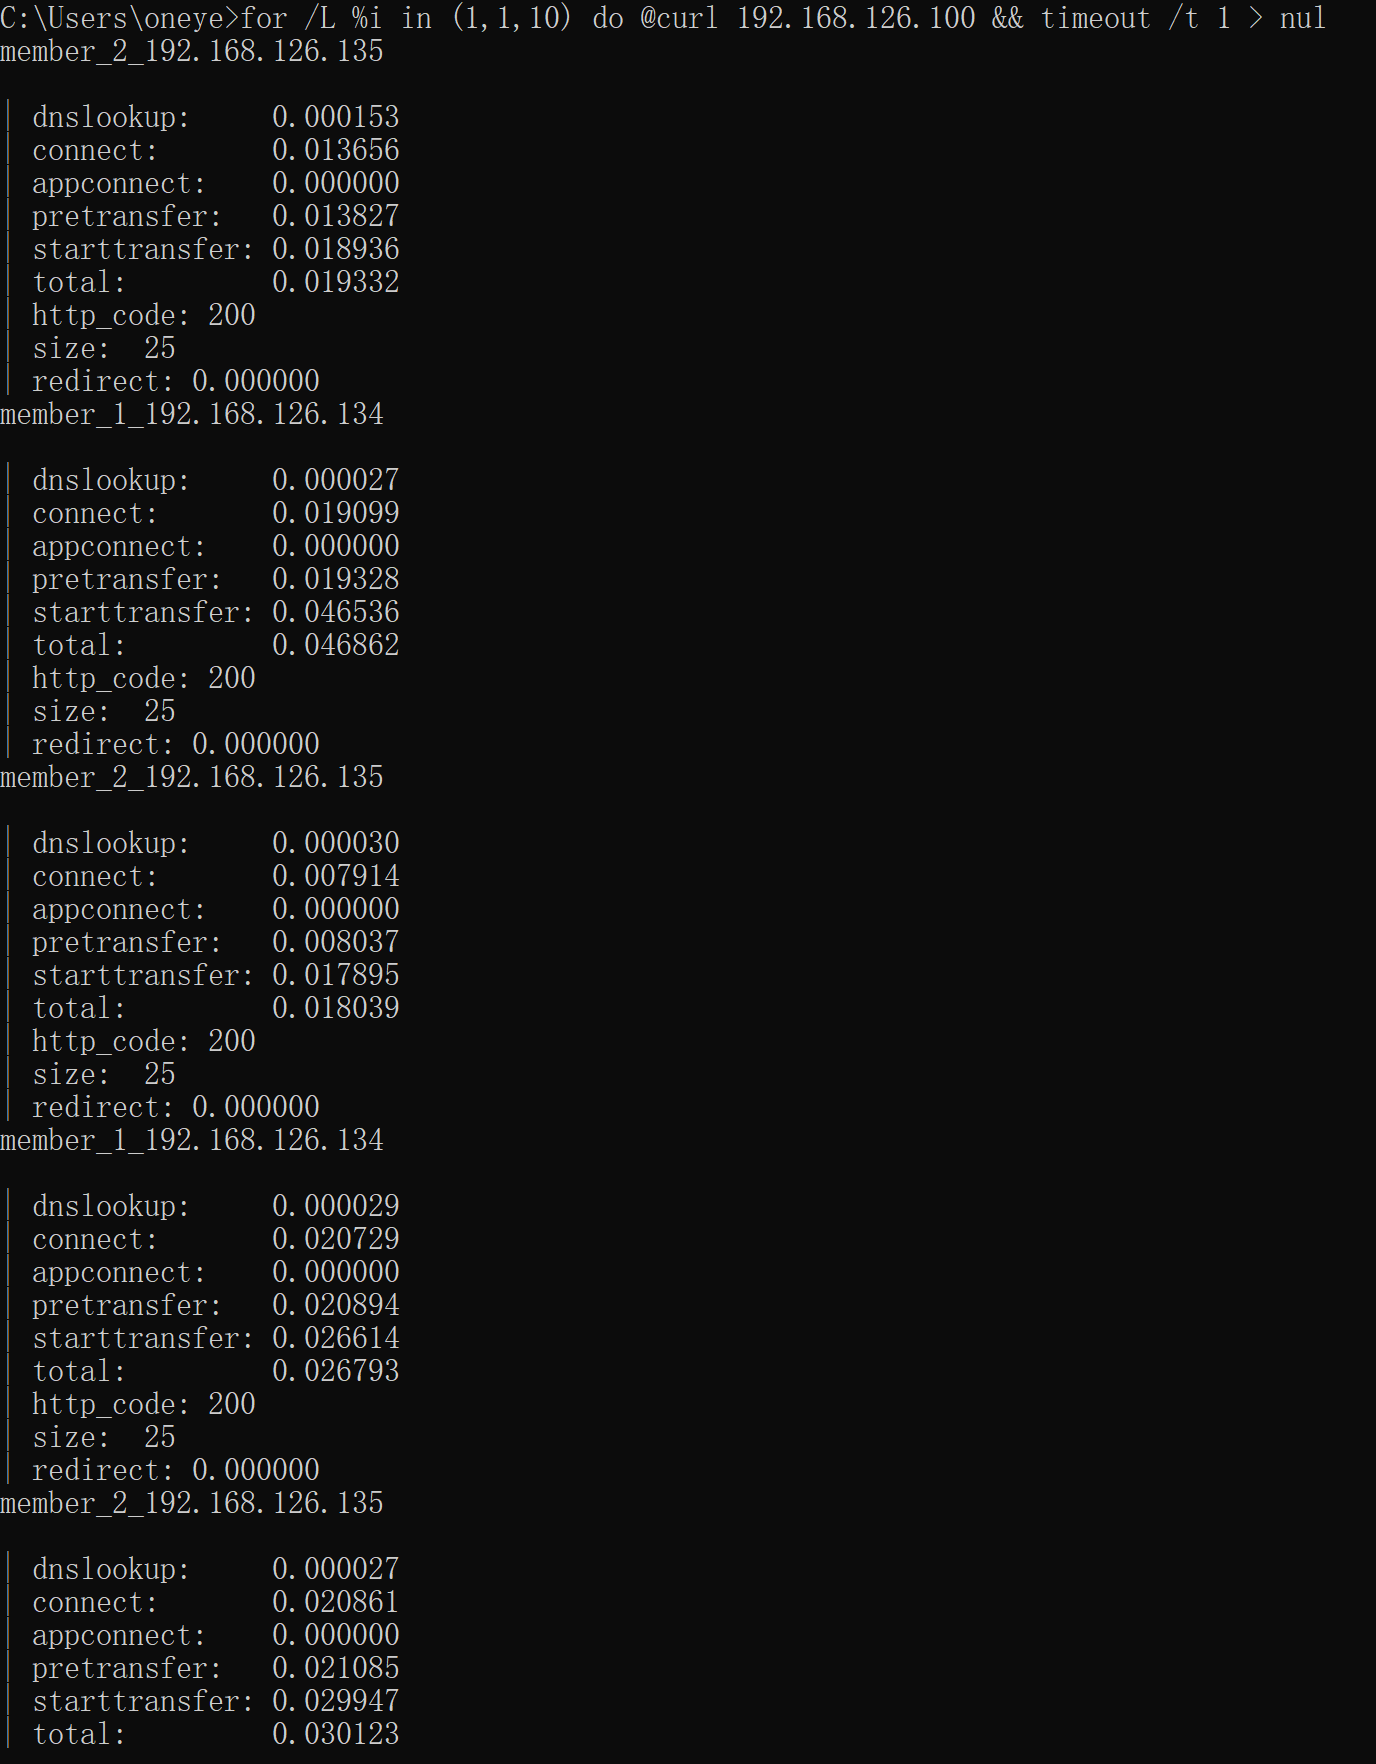 C:\Users\oneye>for /L %i in (1,1,10) do @curl 192.168.126.100 && timeout /t 1 > nul
member_2_192.168.126.135
| dnslookup:     0.000153
| connect:       0.013656
| appconnect:    0.000000
| pretransfer:   0.013827
| starttransfer: 0.018936
| total:         0.019332
| http_code: 200
| size:  25
| redirect: 0.000000
member_1_192.168.126.134
| dnslookup:     0.000027
| connect:       0.019099
| appconnect:    0.000000
| pretransfer:   0.019328
| starttransfer: 0.046536
| total:         0.046862
| http_code: 200
| size:  25
| redirect: 0.000000
member_2_192.168.126.135
| dnslookup:     0.000030
| connect:       0.007914
| appconnect:    0.000000
| pretransfer:   0.008037
| starttransfer: 0.017895
| total:         0.018039
| http_code: 200
| size:  25
| redirect: 0.000000
member_1_192.168.126.134
| dnslookup:     0.000029
| connect:       0.020729
| appconnect:    0.000000
| pretransfer:   0.020894
| starttransfer: 0.026614
| total:         0.026793
| http_code: 200
| size:  25
| redirect: 0.000000
member_2_192.168.126.135
| dnslookup:     0.000027
| connect:       0.020861
| appconnect:    0.000000
| pretransfer:   0.021085
| starttransfer: 0.029947
| total:         0.030123